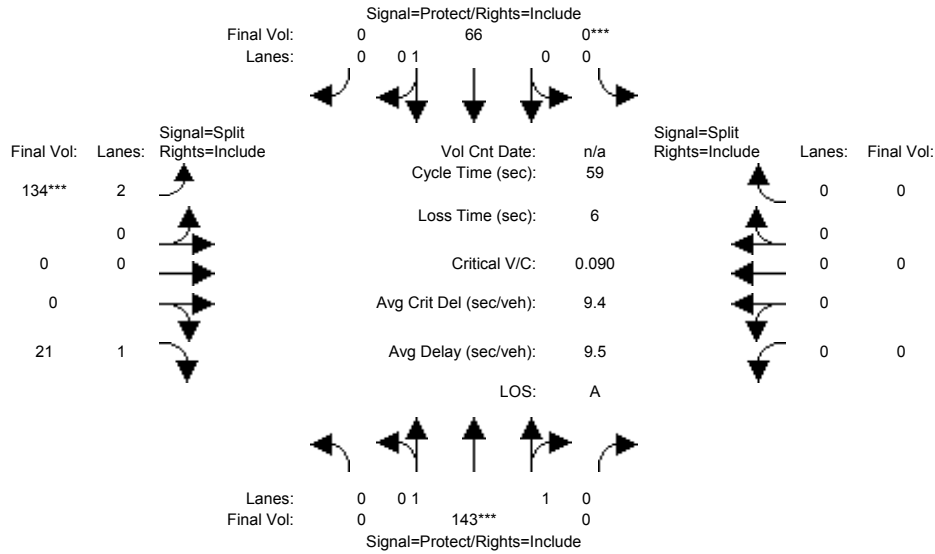 Signal=Protect/Rights=Include
Final Vol: 0 66 0***
Lanes: 0 0 1 0 0
Signal=Split Signal=Split
Final Vol: Lanes: Rights=Include Vol Cnt Date: n/a Rights=Include Lanes: Final Vol:
Cycle Time (sec): 59
134*** 2 0 0
Loss Time (sec): 6
0 0
0 0 Critical V/C: 0.090 0 0
0 Avg Crit Del (sec/veh): 9.4 0
21 1 Avg Delay (sec/veh): 9.5 0 0
LOS: A
Lanes: 0 0 1 1 0
Final Vol: 0 143*** 0
Signal=Protect/Rights=Include